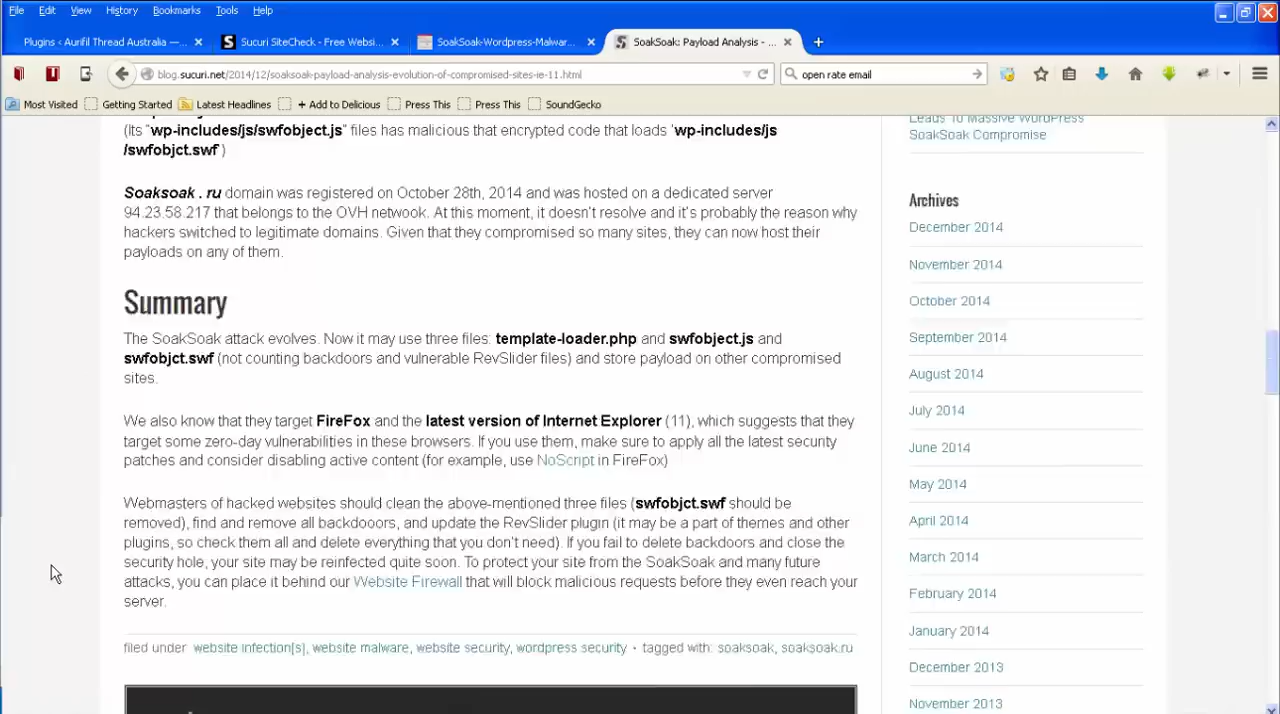 File Edit View History Bookmarks Tools Help
Plugins ‹ Aurifil Thread Australia —... Sucuri SiteCheck - Free Websi... SoakSoak-Wordpress-Malwar... SoakSoak: Payload Analysis - ...
blog.sucuri.net/2014/12/soaksoak-payload-analysis-evolution-of-compromised-sites-ie-11.html open rate email
Most Visited Getting Started Latest Headlines + Add to Delicious Press This Press This SoundGecko
(Its "wp-includes/js/swfobject.js" files has malicious that encrypted code that loads 'wp-includes/js
/swfobjct.swf')
Soaksoak . ru domain was registered on October 28th, 2014 and was hosted on a dedicated server
94.23.58.217 that belongs to the OVH netwook. At this moment, it doesn't resolve and it's probably the reason why
hackers switched to legitimate domains. Given that they compromised so many sites, they can now host their
payloads on any of them.
Summary
The SoakSoak attack evolves. Now it may use three files: template-loader.php and swfobject.js and
swfobjct.swf (not counting backdoors and vulnerable RevSlider files) and store payload on other compromised
sites.
We also know that they target FireFox and the latest version of Internet Explorer (11), which suggests that they
target some zero-day vulnerabilities in these browsers. If you use them, make sure to apply all the latest security
patches and consider disabling active content (for example, use NoScript in FireFox)
Webmasters of hacked websites should clean the above-mentioned three files (swfobjct.swf should be
removed), find and remove all backdooors, and update the RevSlider plugin (it may be a part of themes and other
plugins, so check them all and delete everything that you don't need). If you fail to delete backdoors and close the
security hole, your site may be reinfected quite soon. To protect your site from the SoakSoak and many future
attacks, you can place it behind our Website Firewall that will block malicious requests before they even reach your
server.
filed under website infection[s], website malware, website security, wordpress security • tagged with: soaksoak, soaksoak.ru
Leads To Massive WordPress
SoakSoak Compromise
Archives
December 2014
November 2014
October 2014
September 2014
August 2014
July 2014
June 2014
May 2014
April 2014
March 2014
February 2014
January 2014
December 2013
November 2013